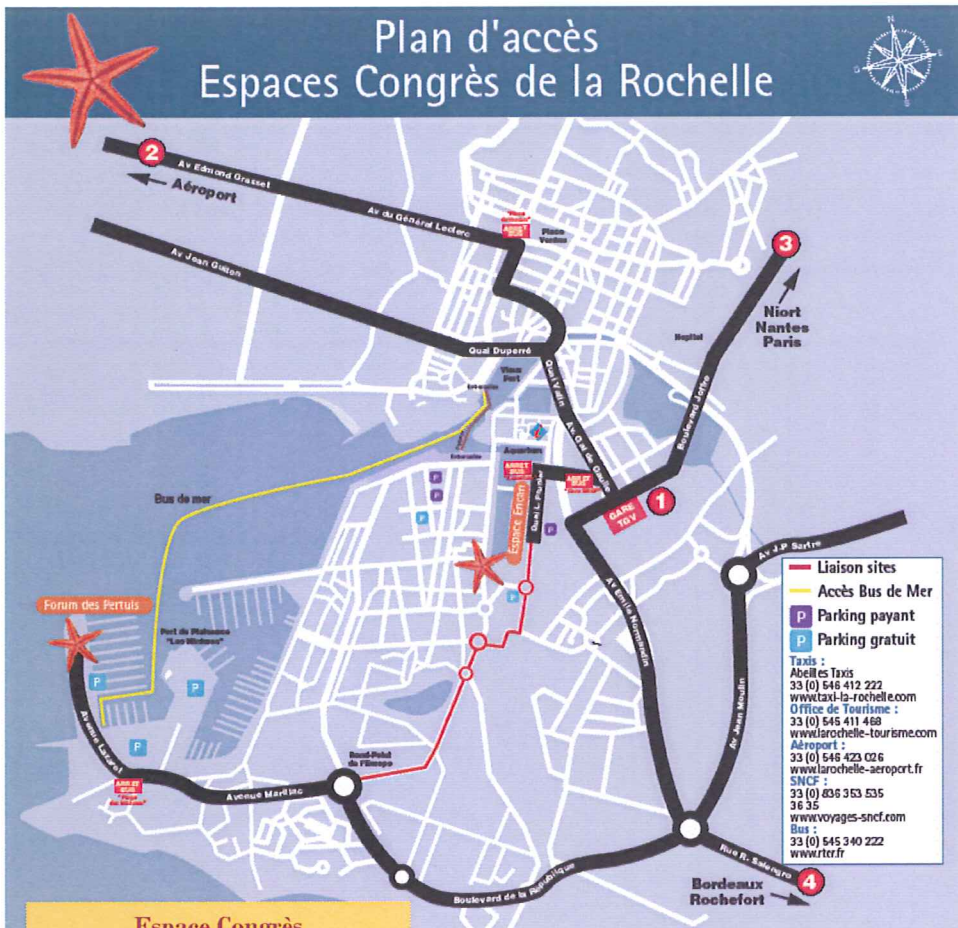 Plan d'accès
Espaces Congrès de la Rochelle
N
S
2
Av Edmond Grasset
Aéroport
Av du Général Leclerc
ARRET
BUS
Place
Verdun
Av Jean Guiton
3
Niort
Nantes
Paris
Hopital
Quai Duperré
Vieux
Port
Quai Valin
Boulevard Joffre
Av. Gal de Gaulle
Aquarium
ARRET
BUS
ARRET
BUS
1
GARE
TGV
Bus de mer
P
P
P
Espace Encan
Quai L. Prunier
P
Av J-P Sartre
Av Emile Normandin
P
Forum des Pertuis
Port de Plaisance
"Les Minimes"
P
P
P
Av Jean Moulin
Avenue Lazaret
ARRET
BUS
Avenue Marillac
Rond-Point
de l'Europe
Boulevard de la République
Rue R. Salengro
4
Bordeaux
Rochefort
Liaison sites
Accès Bus de Mer
P Parking payant
P Parking gratuit
Taxis :
Abeilles Taxis
33 (0) 546 412 222
www.taxi-la-rochelle.com
Office de Tourisme :
33 (0) 545 411 468
www.larochelle-tourisme.com
Aéroport :
33 (0) 546 423 026
www.larochelle-aeroport.fr
SNCF :
33 (0) 836 353 535
36 35
www.voyages-sncf.com
Bus :
33 (0) 545 340 222
www.rtcr.fr
Espace Congrès